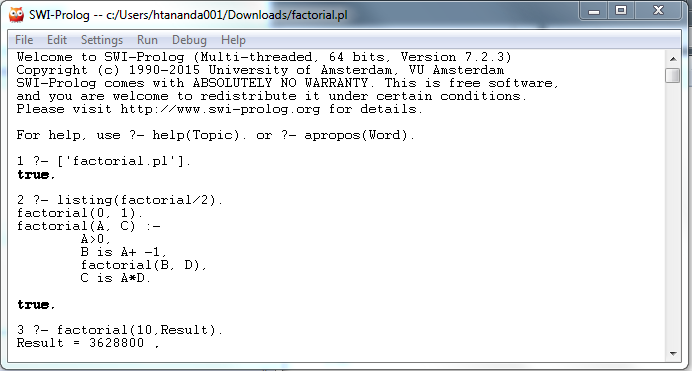 SWI-Prolog -- c:/Users/htananda001/Downloads/factorial.pl
File Edit Settings Run Debug Help
Welcome to SWI-Prolog (Multi-threaded, 64 bits, Version 7.2.3)
Copyright (c) 1990-2015 University of Amsterdam, VU Amsterdam
SWI-Prolog comes with ABSOLUTELY NO WARRANTY. This is free software,
and you are welcome to redistribute it under certain conditions.
Please visit http://www.swi-prolog.org for details.

For help, use ?- help(Topic). or ?- apropos(Word).

1 ?- ['factorial.pl'].
true.

2 ?- listing(factorial/2).
factorial(0, 1).
factorial(A, C) :-
        A>0,
        B is A+ -1,
        factorial(B, D),
        C is A*D.

true.

3 ?- factorial(10,Result).
Result = 3628800 ,